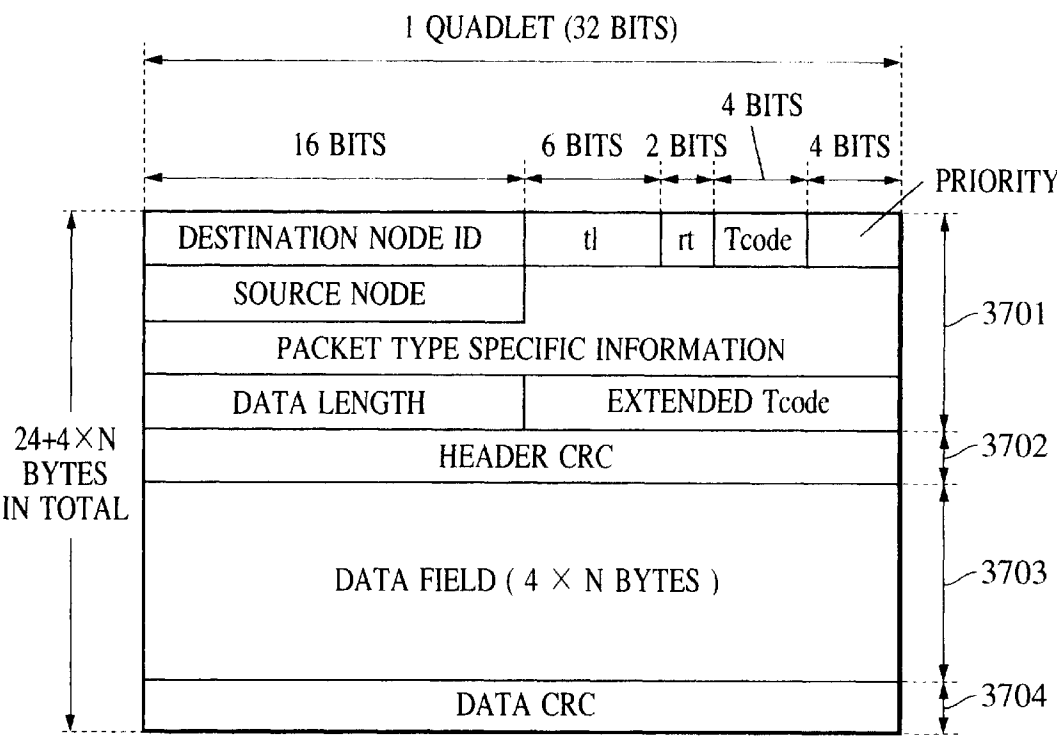 1 QUADLET (32 BITS)
4 BITS
16 BITS
6 BITS
2 BITS
4 BITS
PRIORITY
DESTINATION NODE ID
tl
rt
Tcode
SOURCE NODE
3701
PACKET TYPE SPECIFIC INFORMATION
DATA LENGTH
EXTENDED Tcode
24+4×N
BYTES
IN TOTAL
HEADER CRC
3702
DATA FIELD ( 4 × N BYTES )
3703
DATA CRC
3704